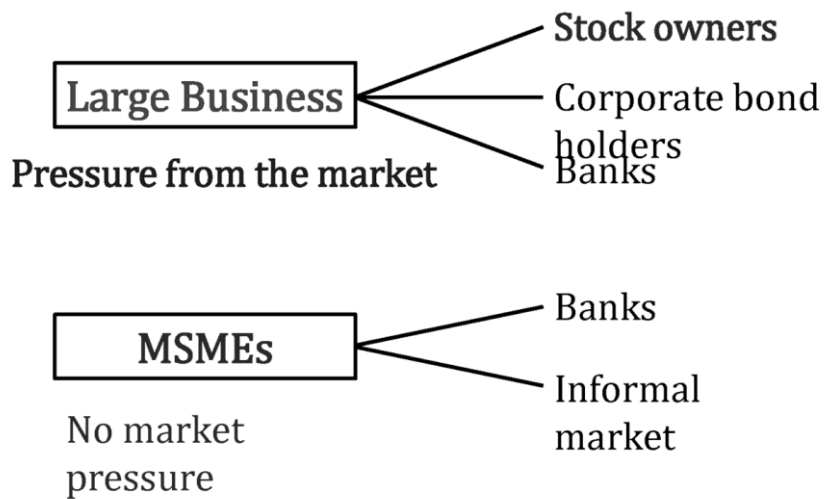 Stock owners
Large Business
Corporate bond
holders
Banks
Pressure from the market
Banks
MSMEs
Informal
market
No market
pressure